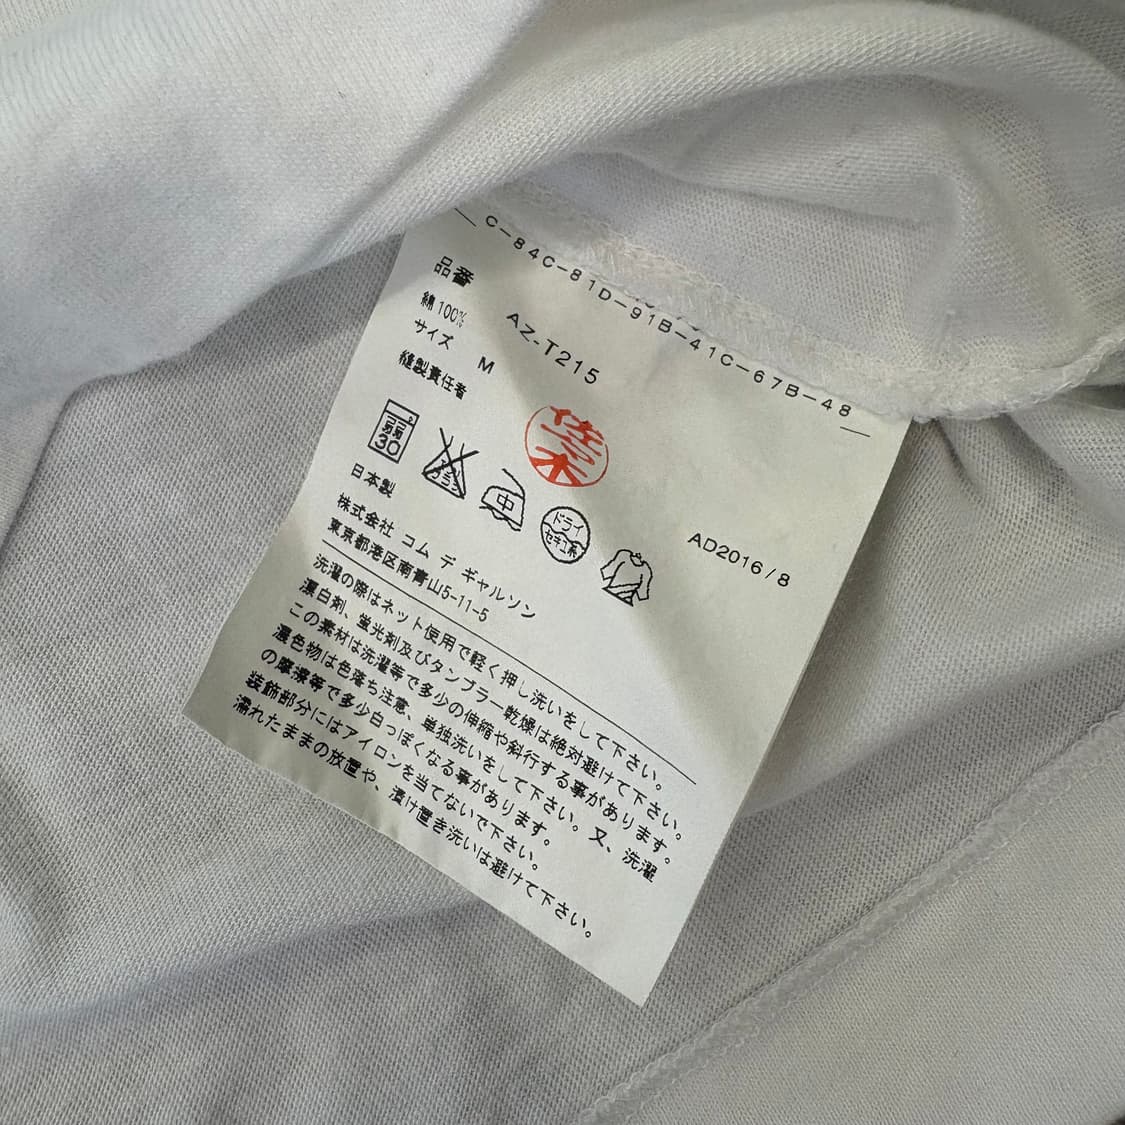 C-84C-81D-91B-41C-67B-48
品番 AZ-T215
綿100%
サイズ M
縫製責任者
弱
30
エンソ
サラシ
中
ドライ
セキユ系
日本製 AD2016/8
株式会社 コム デ ギャルソン
東京都港区南青山5-11-5
洗濯の際はネット使用で軽く押し洗いをして下さい。
漂白剤、蛍光剤及びタンブラー乾燥は絶対避けて下さい。
この素材は洗濯等で多少の伸縮や斜行する事があります。
濃色物は色落ち注意、単独洗いをして下さい。又、洗濯
の摩擦等で多少白っぽくなる事があります。
装飾部分にはアイロンを当てないで下さい。
濡れたままの放置や、漬け置き洗いは避けて下さい。